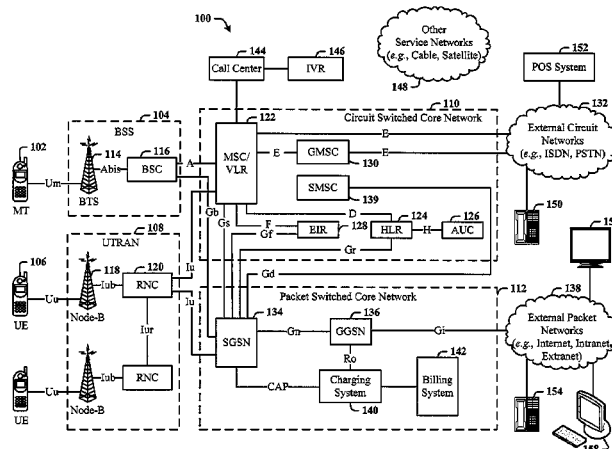 100
144
Call Center
146
IVR
Other
Service Networks
(e.g., Cable, Satellite)
148
152
POS System
104
BSS
102
MT
Um
114
BTS
Abis
116
BSC
A
Gb
110
Circuit Switched Core Network
122
MSC/
VLR
E
E
GMSC
130
E
SMSC
139
D
F
Gf
EIR
128
124
HLR
H
126
AUC
Gs
Gr
Gd
132
External Circuit
Networks
(e.g., ISDN, PSTN)
150
108
UTRAN
106
UE
Uu
118
Node-B
Iub
120
RNC
Iu
Iu
Iur
UE
Uu
Node-B
Iub
RNC
112
Packet Switched Core Network
134
SGSN
Gn
136
GGSN
Gi
Ro
CAP
Charging
System
140
142
Billing
System
138
External Packet
Networks
(e.g., Internet, Intranet,
Extranet)
154
158